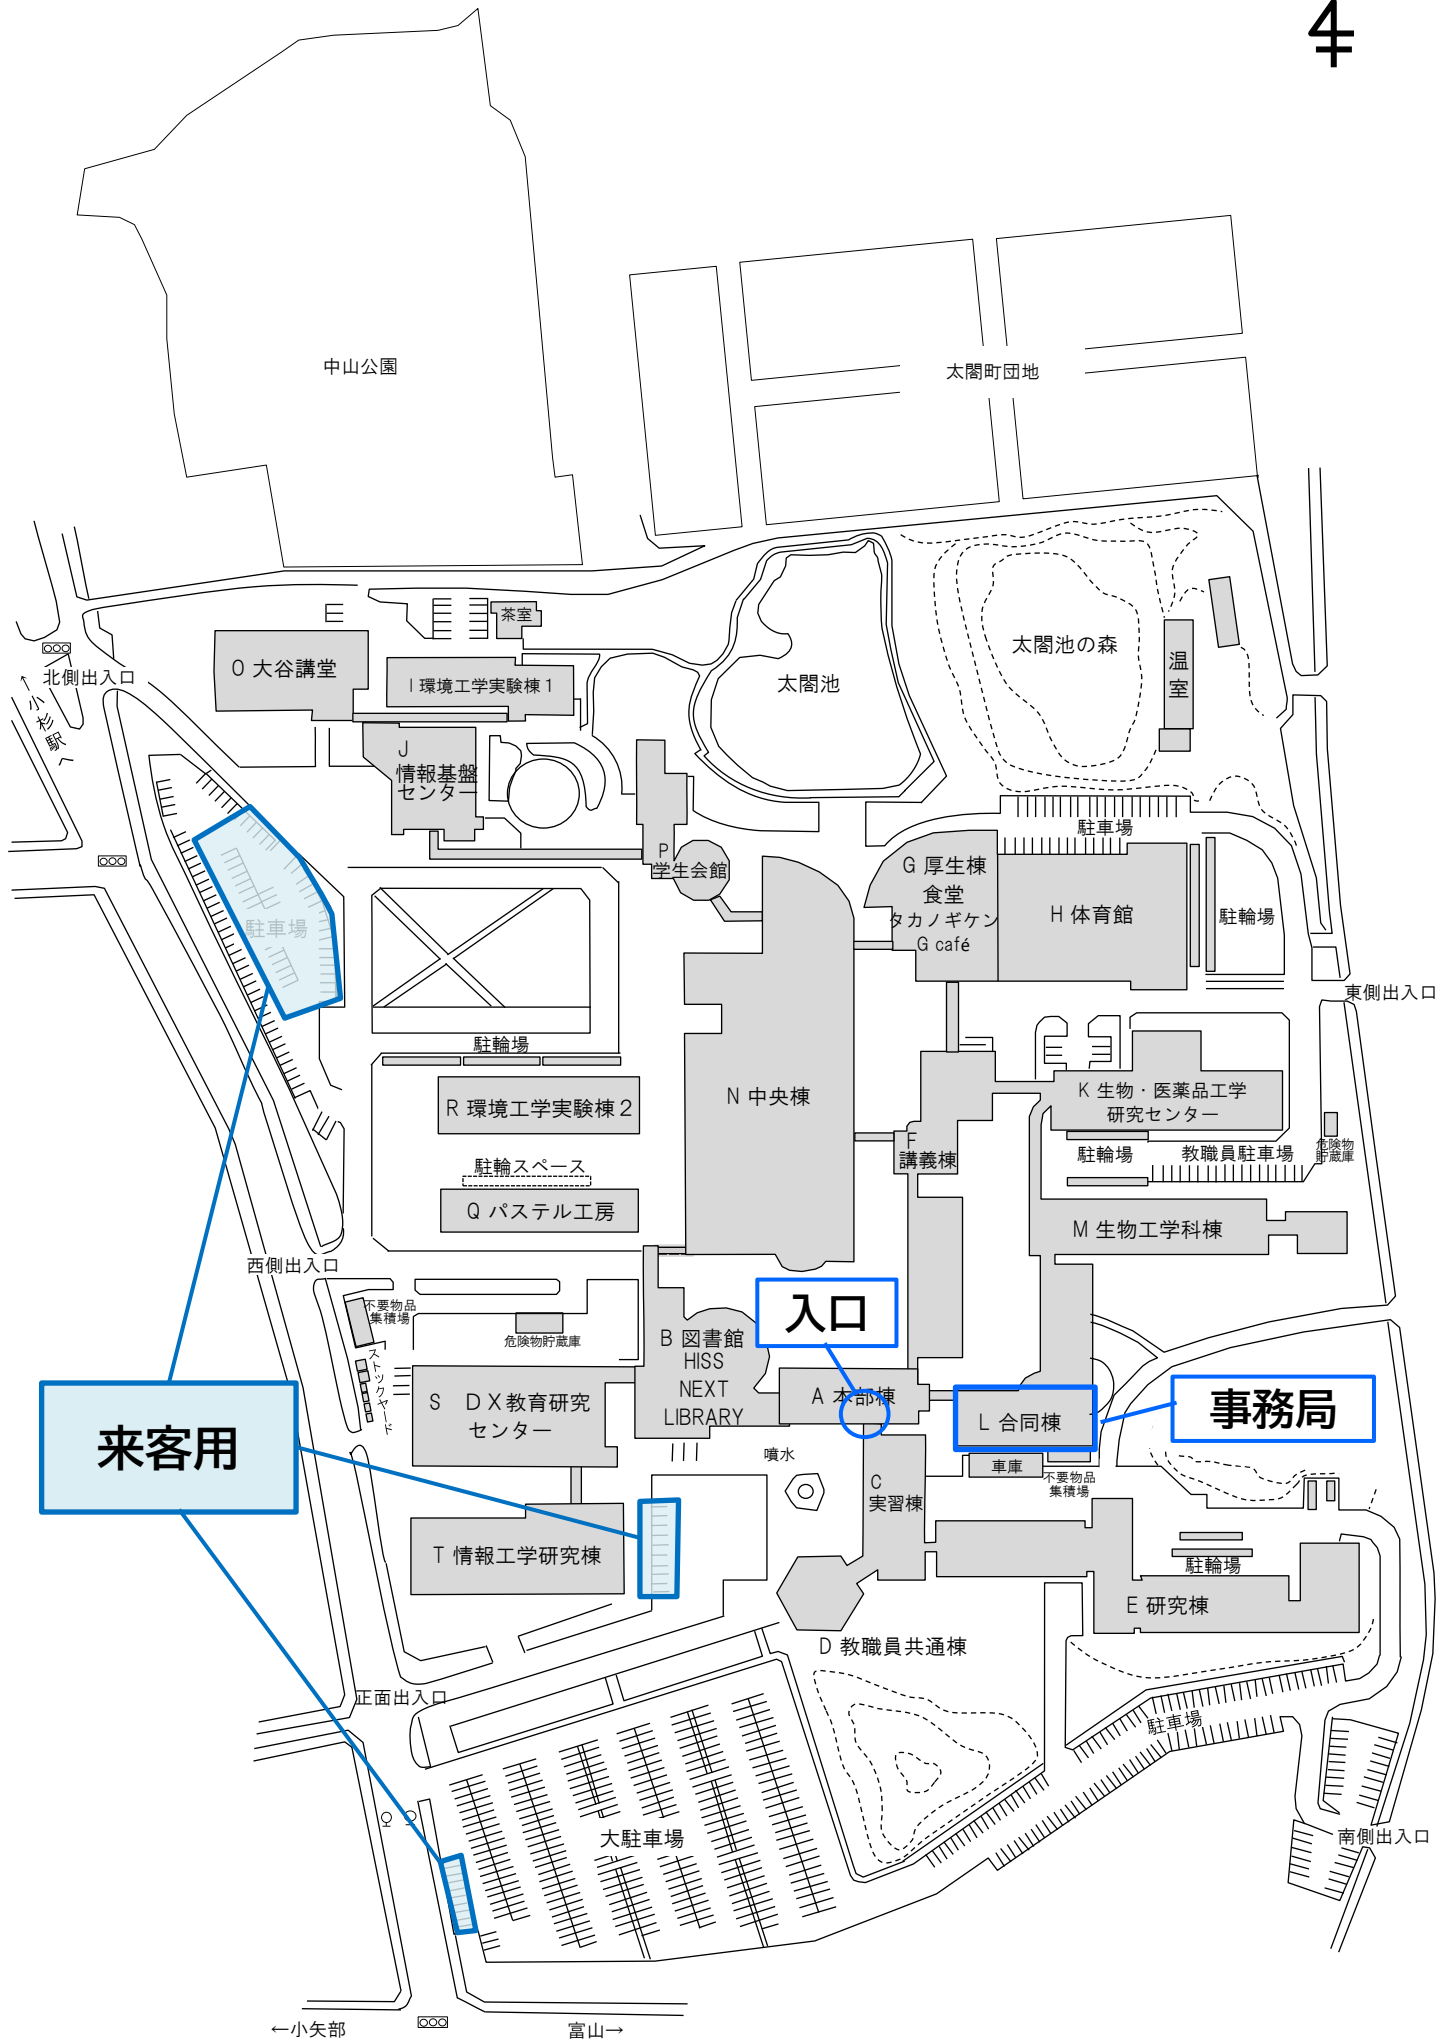 中山公園
太閤町団地
茶室
O 大谷講堂
I 環境工学実験棟1
北側出入口
←小杉駅へ
太閤池
太閤池の森
温室
J
情報基盤
センター
駐車場
P
学生会館
G 厚生棟
食堂
タカノギケン
G café
H 体育館
駐輪場
駐車場
東側出入口
駐輪場
R 環境工学実験棟2
N 中央棟
K 生物・医薬品工学
研究センター
F
講義棟
駐輪場
教職員駐車場
危険物
貯蔵庫
駐輪スペース
Q パステル工房
M 生物工学科棟
西側出入口
不要物品
集積場
危険物貯蔵庫
ストックヤード
B 図書館
HISS
NEXT
LIBRARY
入口
A 本部棟
S DX教育研究
センター
L 合同棟
事務局
来客用
噴水
車庫
不要物品
集積場
C
実習棟
T 情報工学研究棟
駐輪場
E 研究棟
D 教職員共通棟
正面出入口
駐車場
大駐車場
南側出入口
←小矢部
富山→